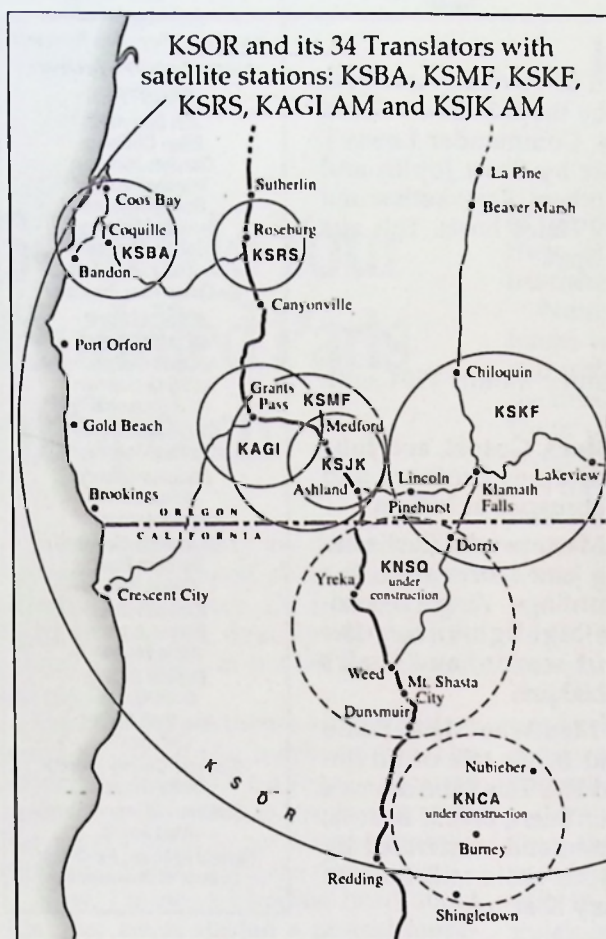 KSOR and its 34 Translators with
satellite stations: KSBA, KSMF, KSKF,
KSRS, KAGI AM and KSJK AM
La Pine
Sutherlin
Coos Bay
Beaver Marsh
Coquille
KSBA
Roseburg
KSRS
Bandon
Canyonville
Port Orford
Chiloquin
Grants
Pass
KSMF
KSKF
Gold Beach
Medford
KAGI
KSJK
Lakeview
Ashland
Lincoln
Klamath
Falls
Pinehurst
Brookings
OREGON
CALIFORNIA
Dorris
KNSQ
under
construction
Yreka
Crescent City
Weed
Mt. Shasta
City
Dunsmuir
KSOR
Nubieber
KNCA
under construction
Burney
Redding
Shingletown